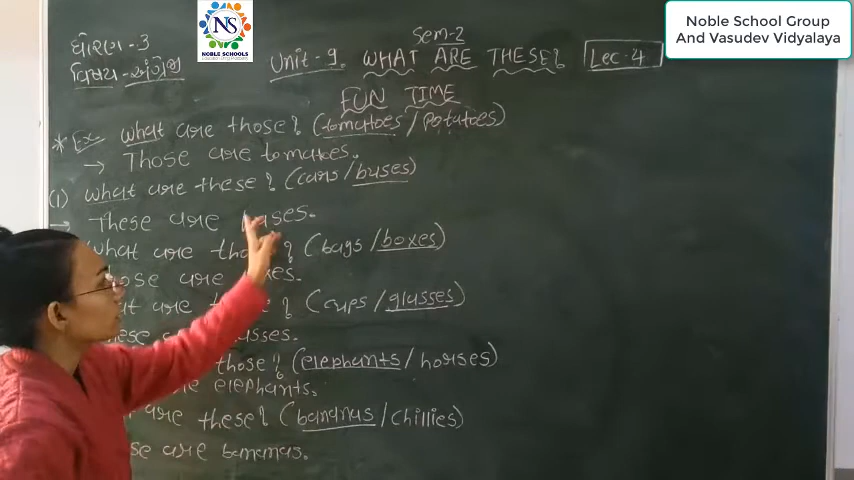 Noble School Group
And Vasudev Vidyalaya
NS
NOBLE SCHOOLS
ધોરણ - 3
વિષય - અંગ્રેજી
Sem-2
Unit-9. WHAT ARE THESE?
Lec-4
FUN TIME
* Ex. What are those? (tomatoes/potatoes)
→ Those are tomatoes.
(1) What are these? (cars/buses)
→ These are buses.
What are (bags/boxes)
are
(cups/glasses)
those? (elephants/horses)
elephants.
are these? (bananas/chillies)
are bananas.